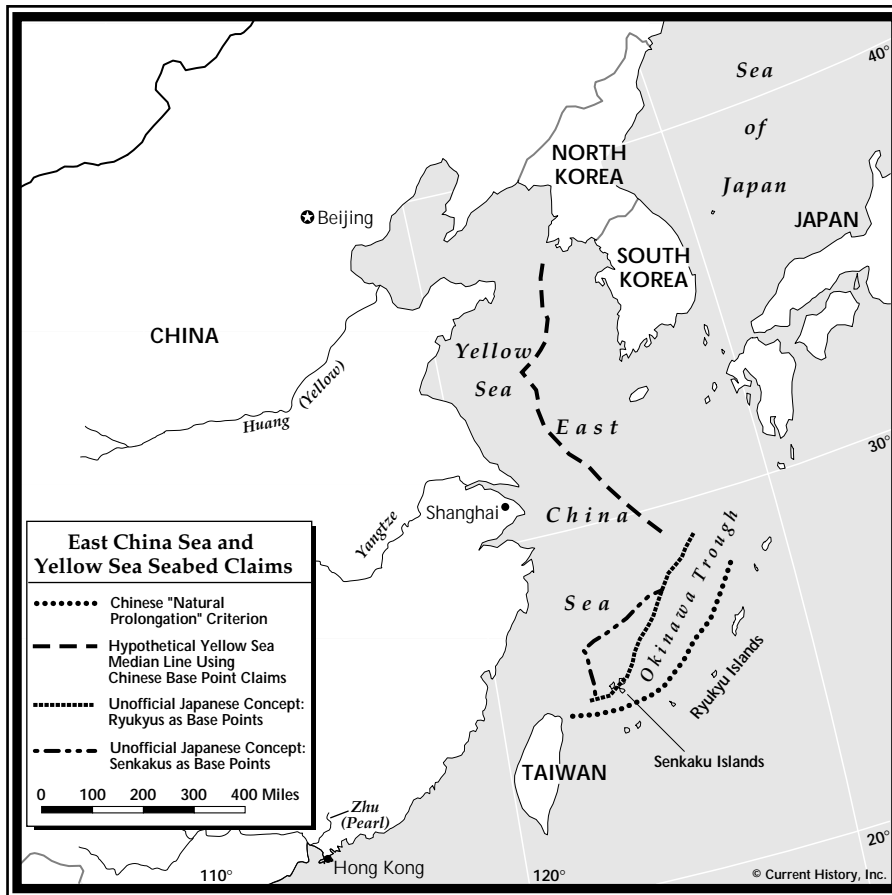 40°
Sea
of
Japan
NORTH
KOREA
Beijing
JAPAN
SOUTH
KOREA
CHINA
Yellow
Sea
Huang
(Yellow)
East
30°
Yangtze
Shanghai
China
East China Sea and
Yellow Sea Seabed Claims
Chinese "Natural
Prolongation" Criterion
Hypothetical Yellow Sea
Median Line Using
Chinese Base Point Claims
Unofficial Japanese Concept:
Ryukyus as Base Points
Unofficial Japanese Concept:
Senkakus as Base Points
0 100 200 300 400 Miles
Sea
Okinawa Trough
Ryukyu Islands
Senkaku Islands
TAIWAN
Zhu
(Pearl)
Hong Kong
110°
120°
20°
© Current History, Inc.